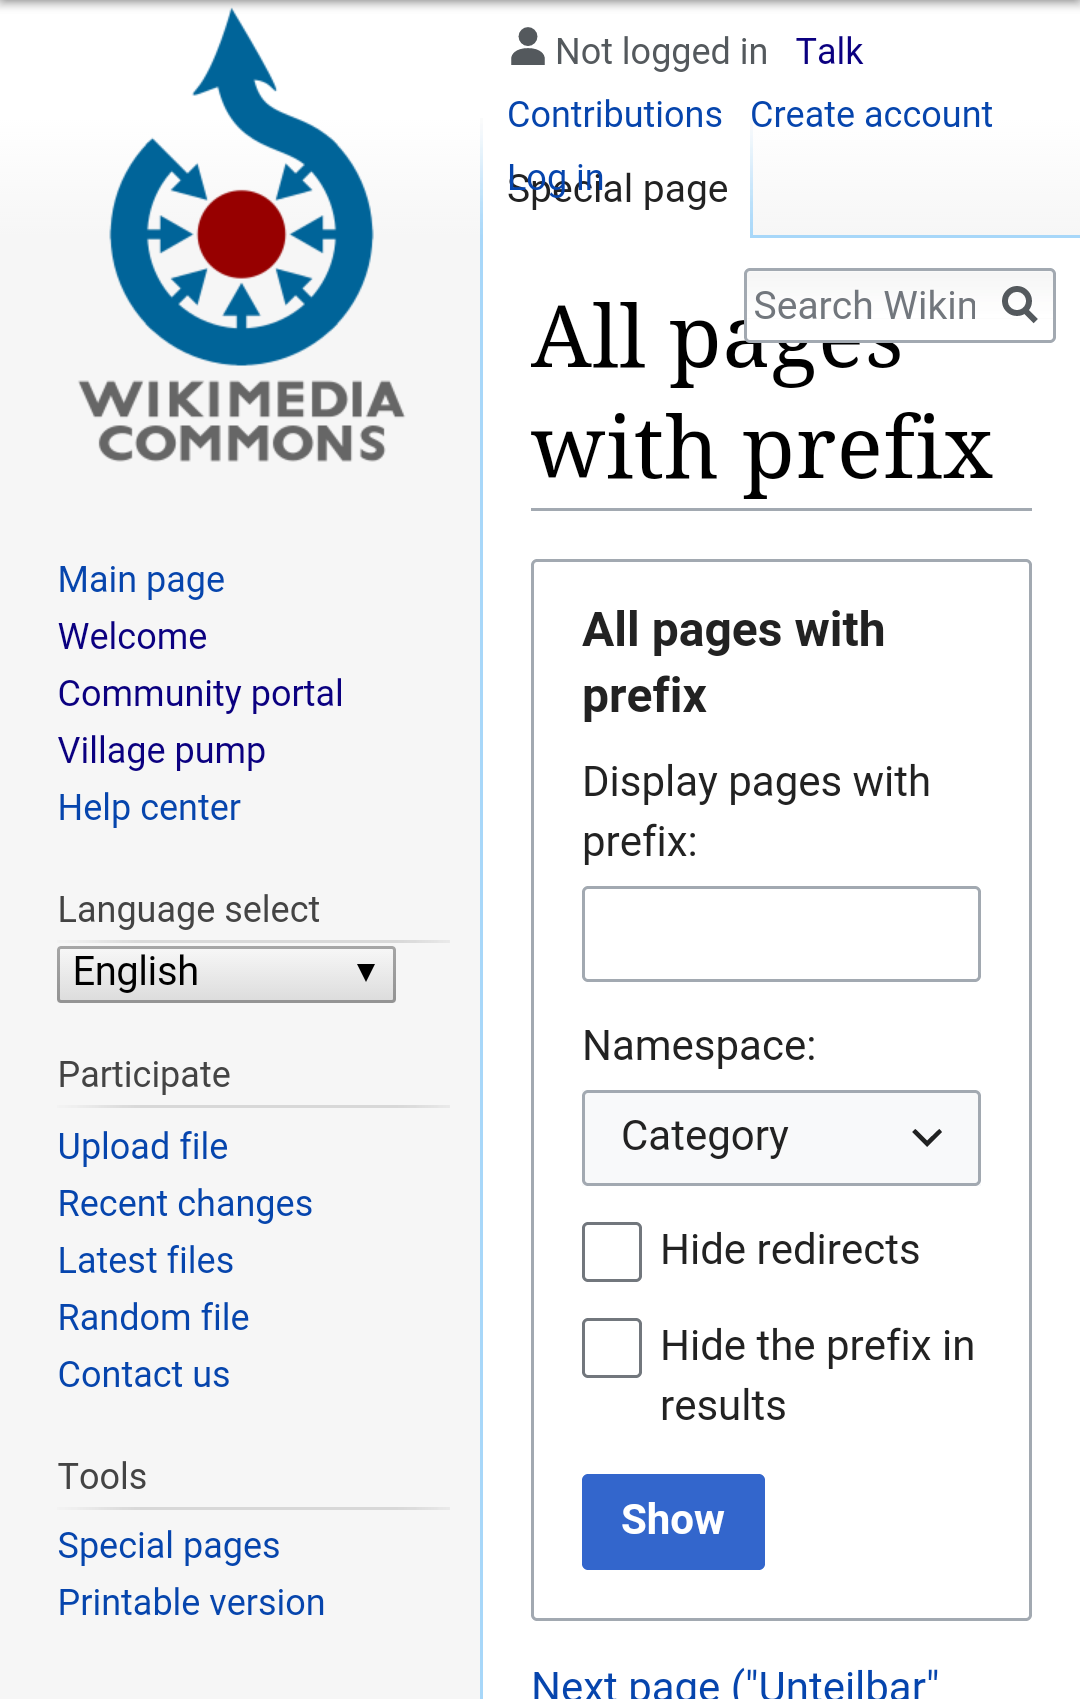 WIKIMEDIA
COMMONS
Main page
Welcome
Community portal
Village pump
Help center
Language select
English
Participate
Upload file
Recent changes
Latest files
Random file
Contact us
Tools
Special pages
Printable version
Not logged in Talk
Contributions Create account
Log in
Special page
Search Wikin
All pages
with prefix
All pages with
prefix
Display pages with
prefix:
Namespace:
Category
Hide redirects
Hide the prefix in
results
Show
Next page ("Unteilbar"